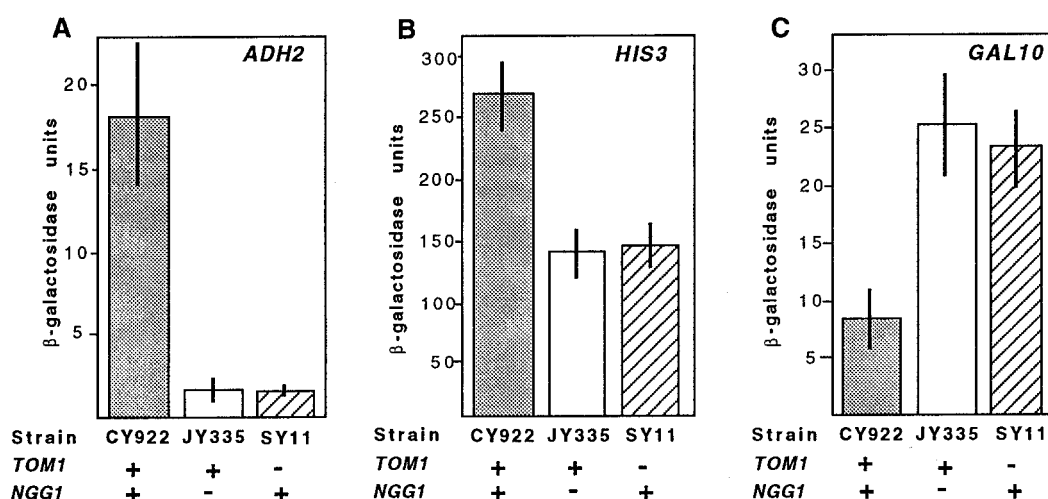 A
ADH2
β-galactosidase units
20
15
10
5
Strain CY922 JY335 SY11
TOM1 + + -
NGG1 + - +
B
HIS3
β-galactosidase units
300
250
200
150
100
50
Strain CY922 JY335 SY11
TOM1 + + -
NGG1 + - +
C
GAL10
β-galactosidase units
30
25
20
15
10
5
Strain CY922 JY335 SY11
TOM1 + - -
NGG1 + - +